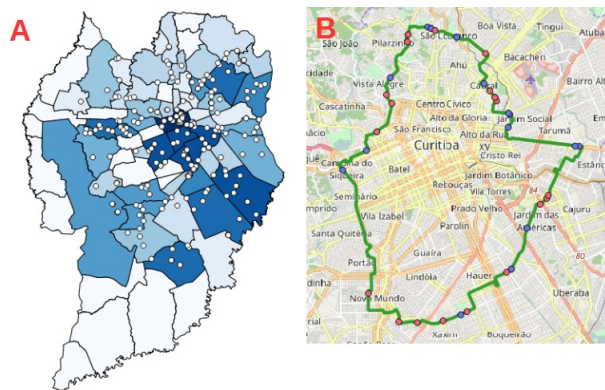 A
B
Boa Vista
Tingui
São João
Pilarzinho
São Lourenço
Atuba
Ahú
Bacacheri
Vista Alegre
Cabral
Bairro Alto
Cascatinha
Centro Cívico
Jardim Social
Alto da Glória
Tarumã
São Francisco
Alto da Rua
XV
Curitiba
Cristo Rei
Campina do
Siqueira
Batel
Jardim Botânico
Seminário
Rebouças
Vila Torres
84
Cajuru
Vila Izabel
Prado Velho
Jardim das
Américas
Santa Quitéria
Parolin
Guaíra
80
Portão
Lindóia
Hauer
Uberaba
Novo Mundo
Xaxim
Boqueirão